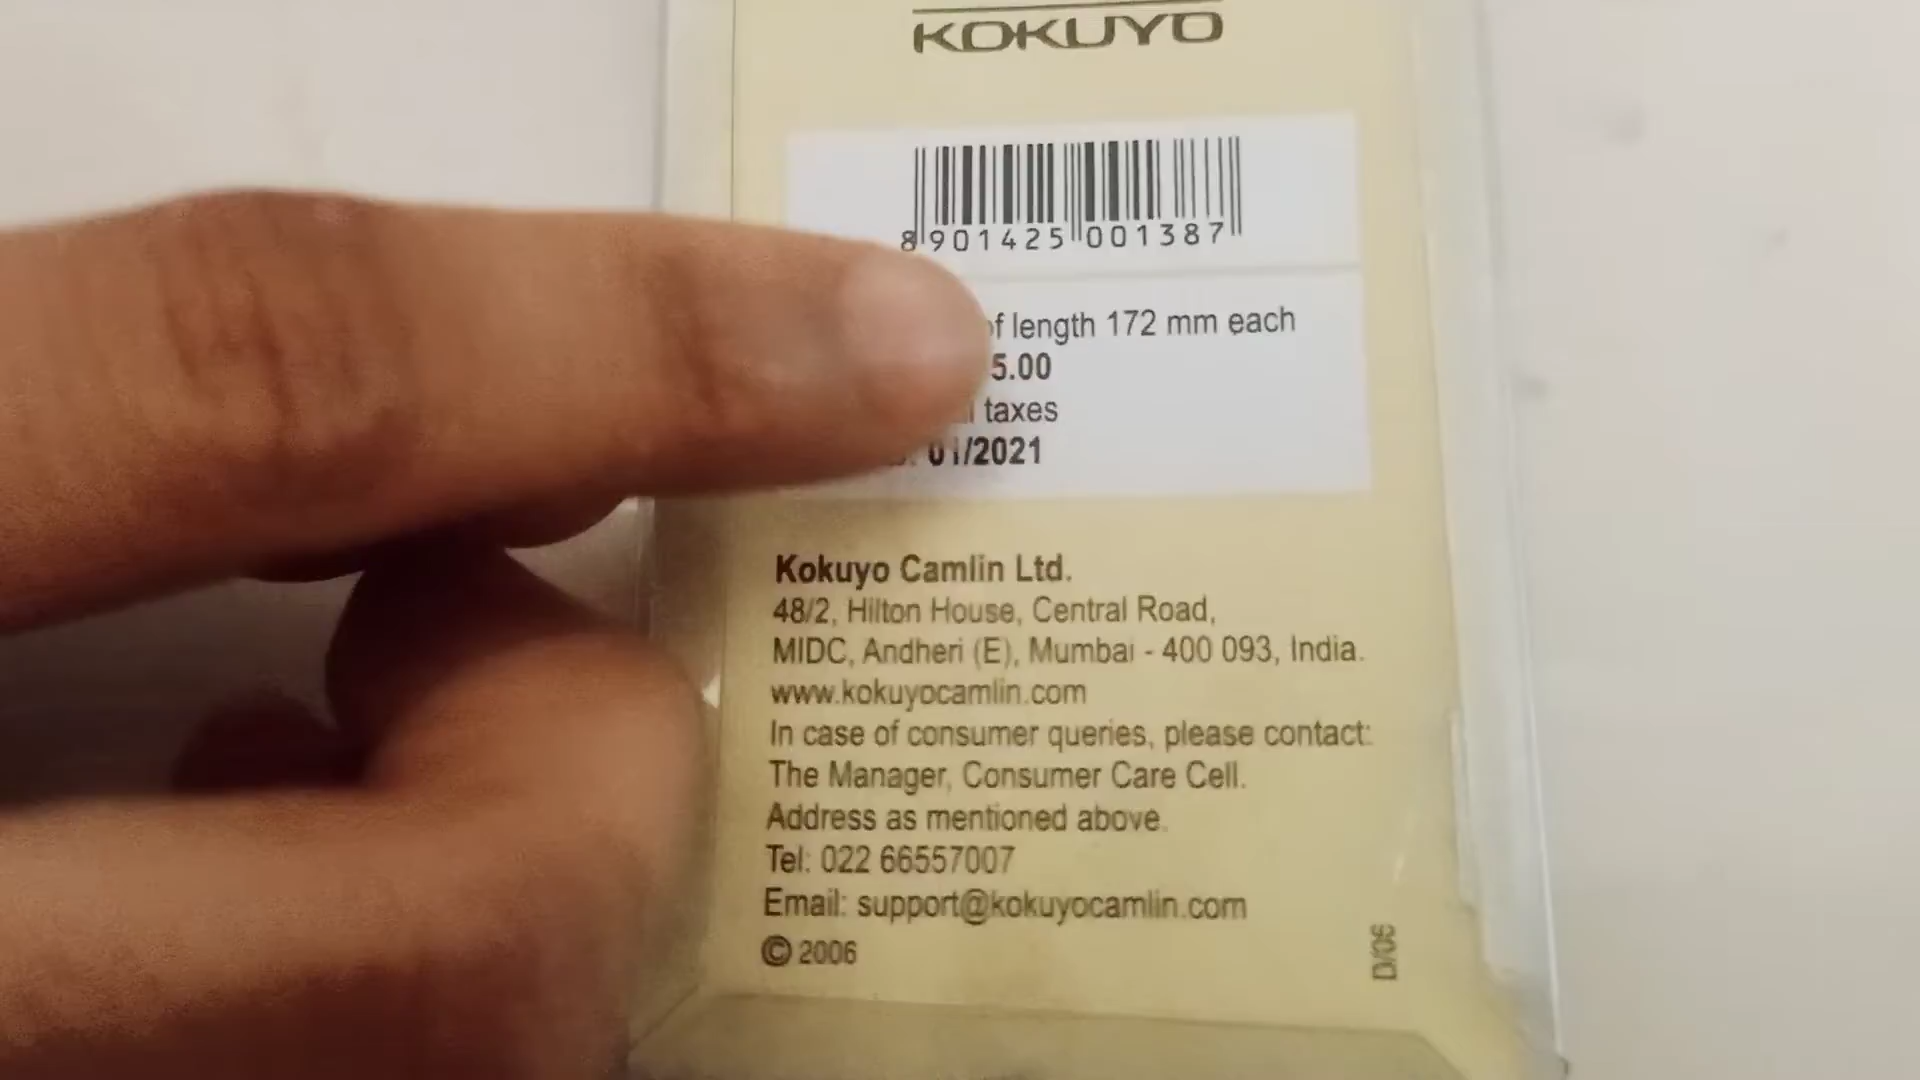 KOKUYO
8901425001387
of length 172 mm each
5.00
taxes
01/2021
Kokuyo Camlin Ltd.
48/2, Hilton House, Central Road,
MIDC, Andheri (E), Mumbai - 400 093, India.
www.kokuyocamlin.com
In case of consumer queries, please contact:
The Manager, Consumer Care Cell.
Address as mentioned above.
Tel: 022 66557007
Email: support@kokuyocamlin.com
© 2006
D/06